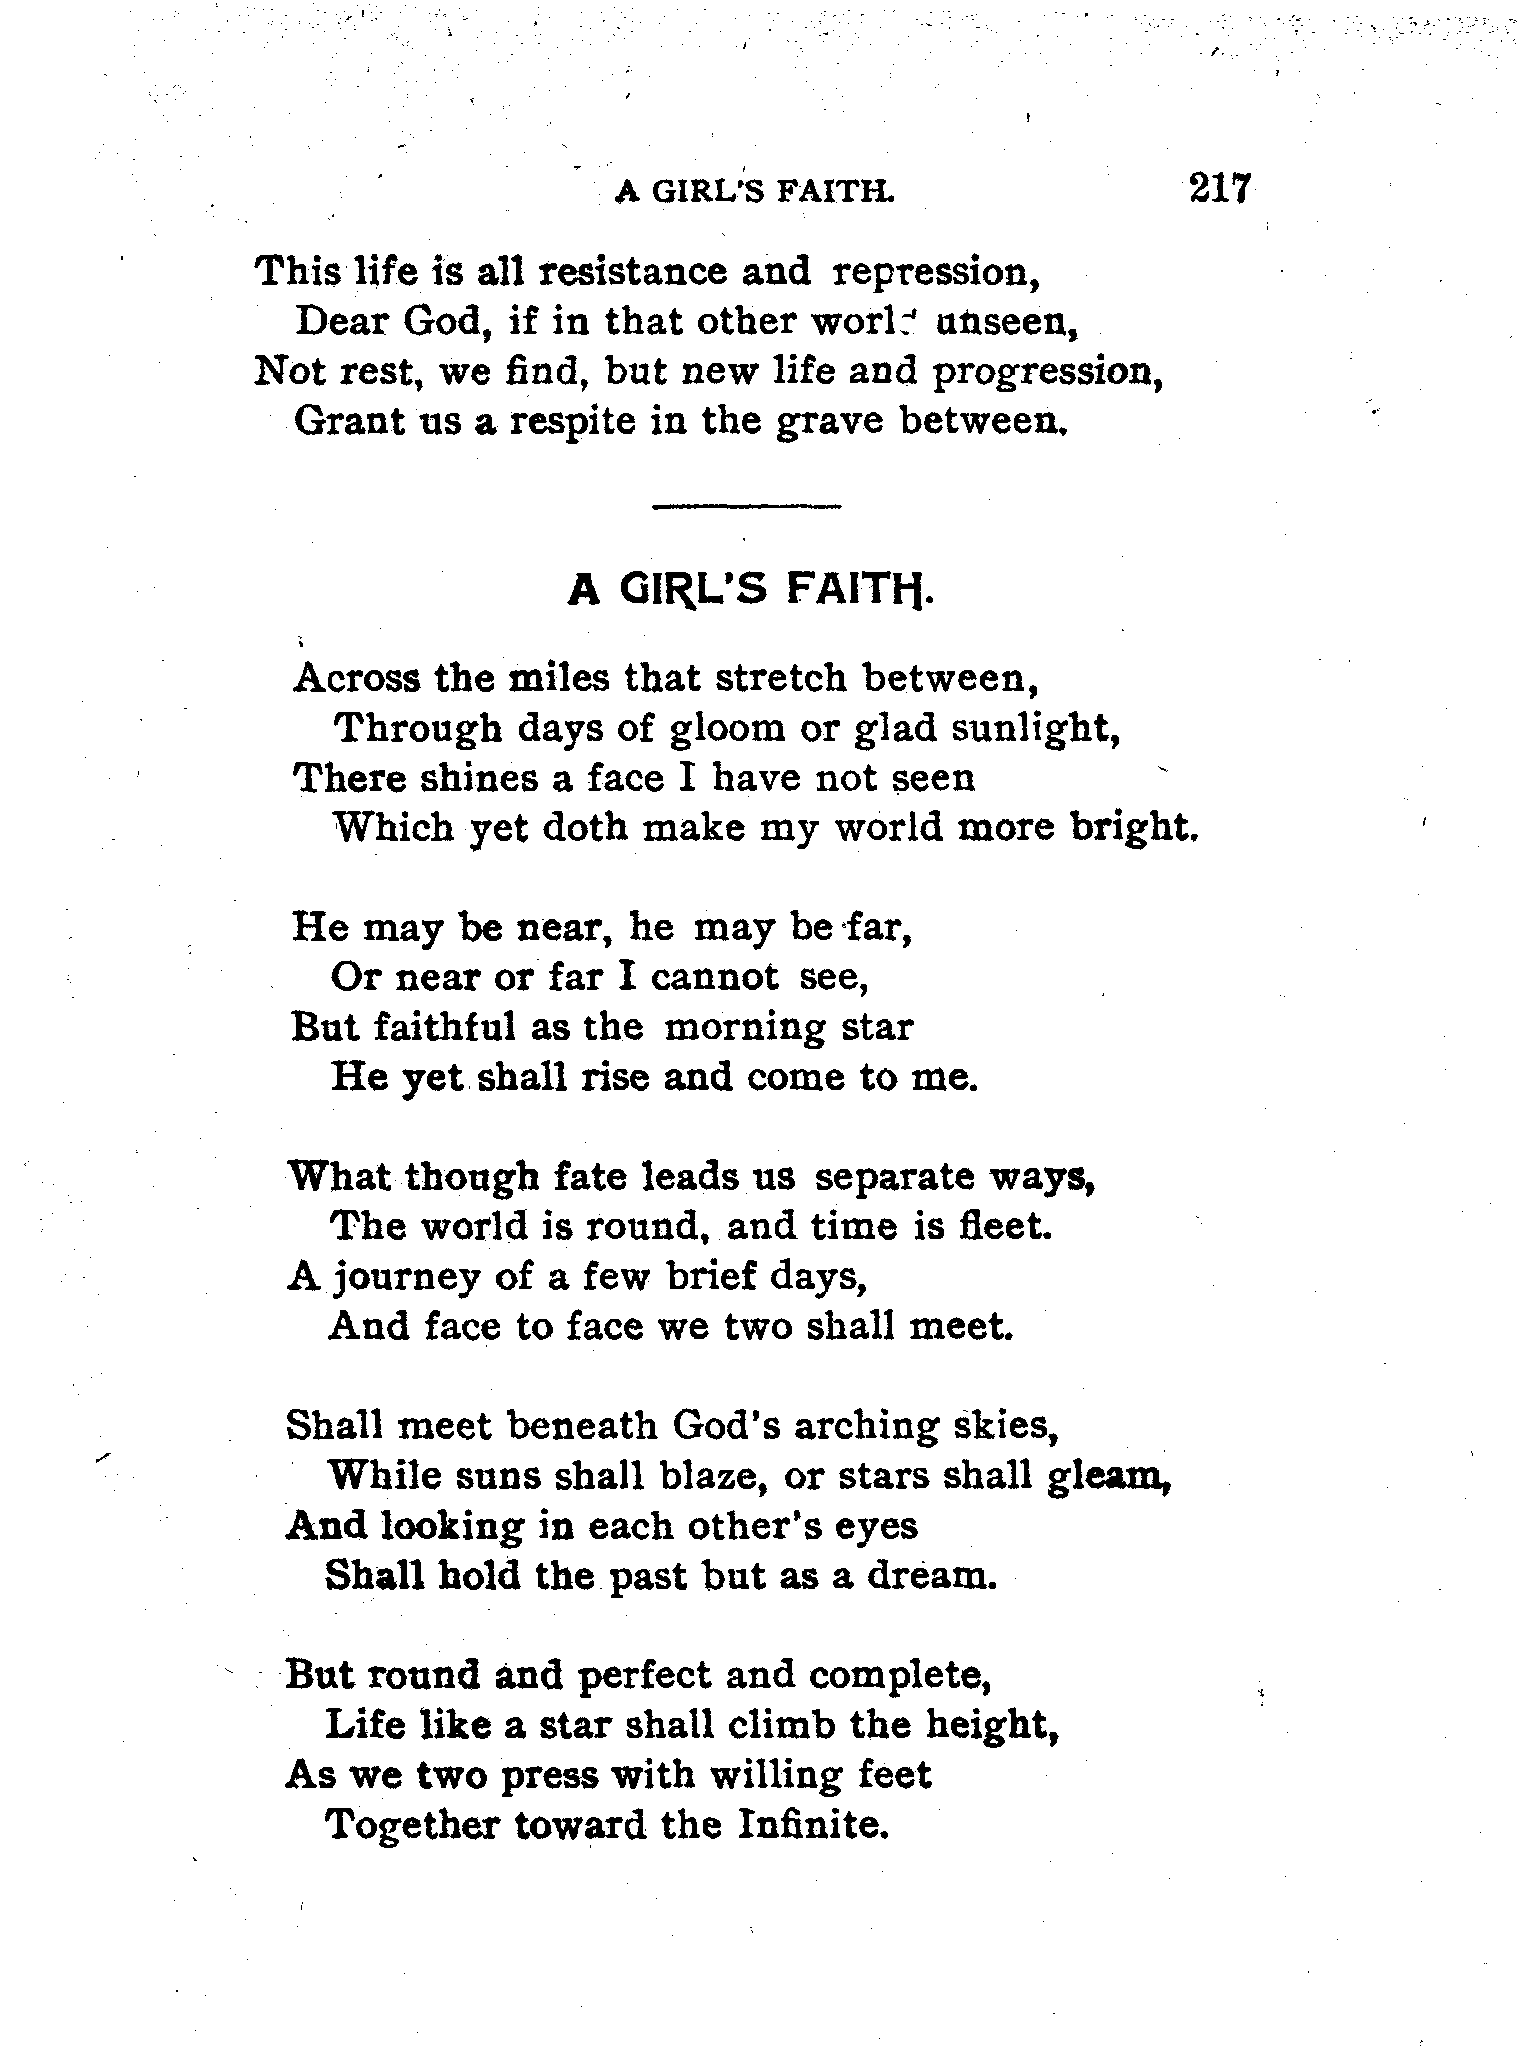 A GIRL'S FAITH. 217
This life is all resistance and repression,
Dear God, if in that other world unseen,
Not rest, we find, but new life and progression,
Grant us a respite in the grave between.
A GIRL'S FAITH.
Across the miles that stretch between,
Through days of gloom or glad sunlight,
There shines a face I have not seen
Which yet doth make my world more bright.
He may be near, he may be far,
Or near or far I cannot see,
But faithful as the morning star
He yet shall rise and come to me.
What though fate leads us separate ways,
The world is round, and time is fleet.
A journey of a few brief days,
And face to face we two shall meet.
Shall meet beneath God's arching skies,
While suns shall blaze, or stars shall gleam,
And looking in each other's eyes
Shall hold the past but as a dream.
But round and perfect and complete,
Life like a star shall climb the height,
As we two press with willing feet
Together toward the Infinite.